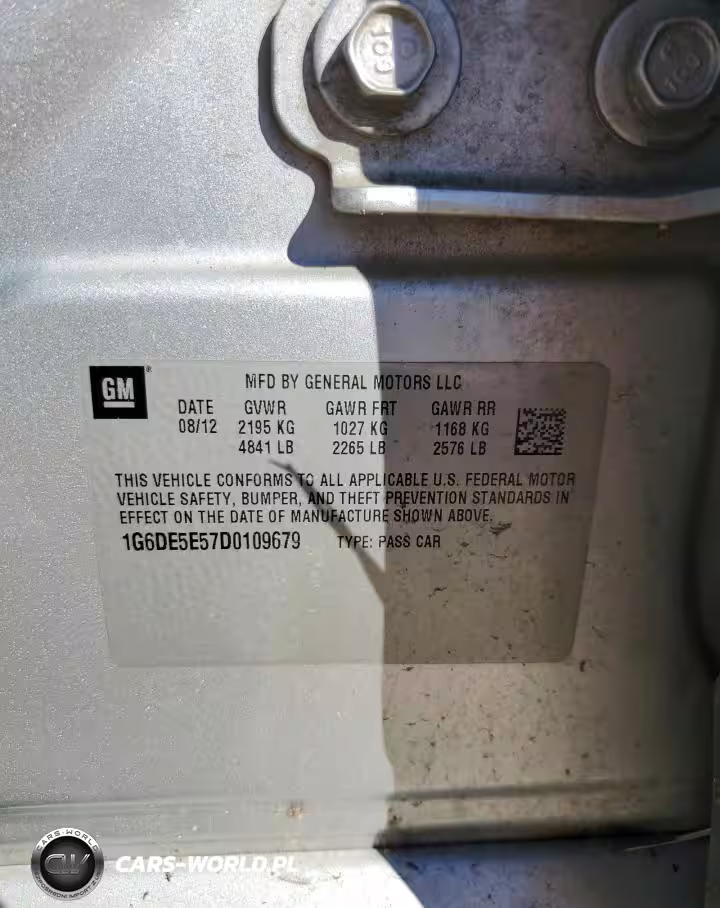 GM
MFD BY GENERAL MOTORS LLC
DATE GVWR GAWR FRT GAWR RR
08/12 2195 KG 1027 KG 1168 KG
4841 LB 2265 LB 2576 LB
THIS VEHICLE CONFORMS TO ALL APPLICABLE U.S. FEDERAL MOTOR
VEHICLE SAFETY, BUMPER, AND THEFT PREVENTION STANDARDS IN
EFFECT ON THE DATE OF MANUFACTURE SHOWN ABOVE.
1G6DE5E57D0109679 TYPE: PASS CAR
CARS-WORLD
CW
CARS-WORLD.PL